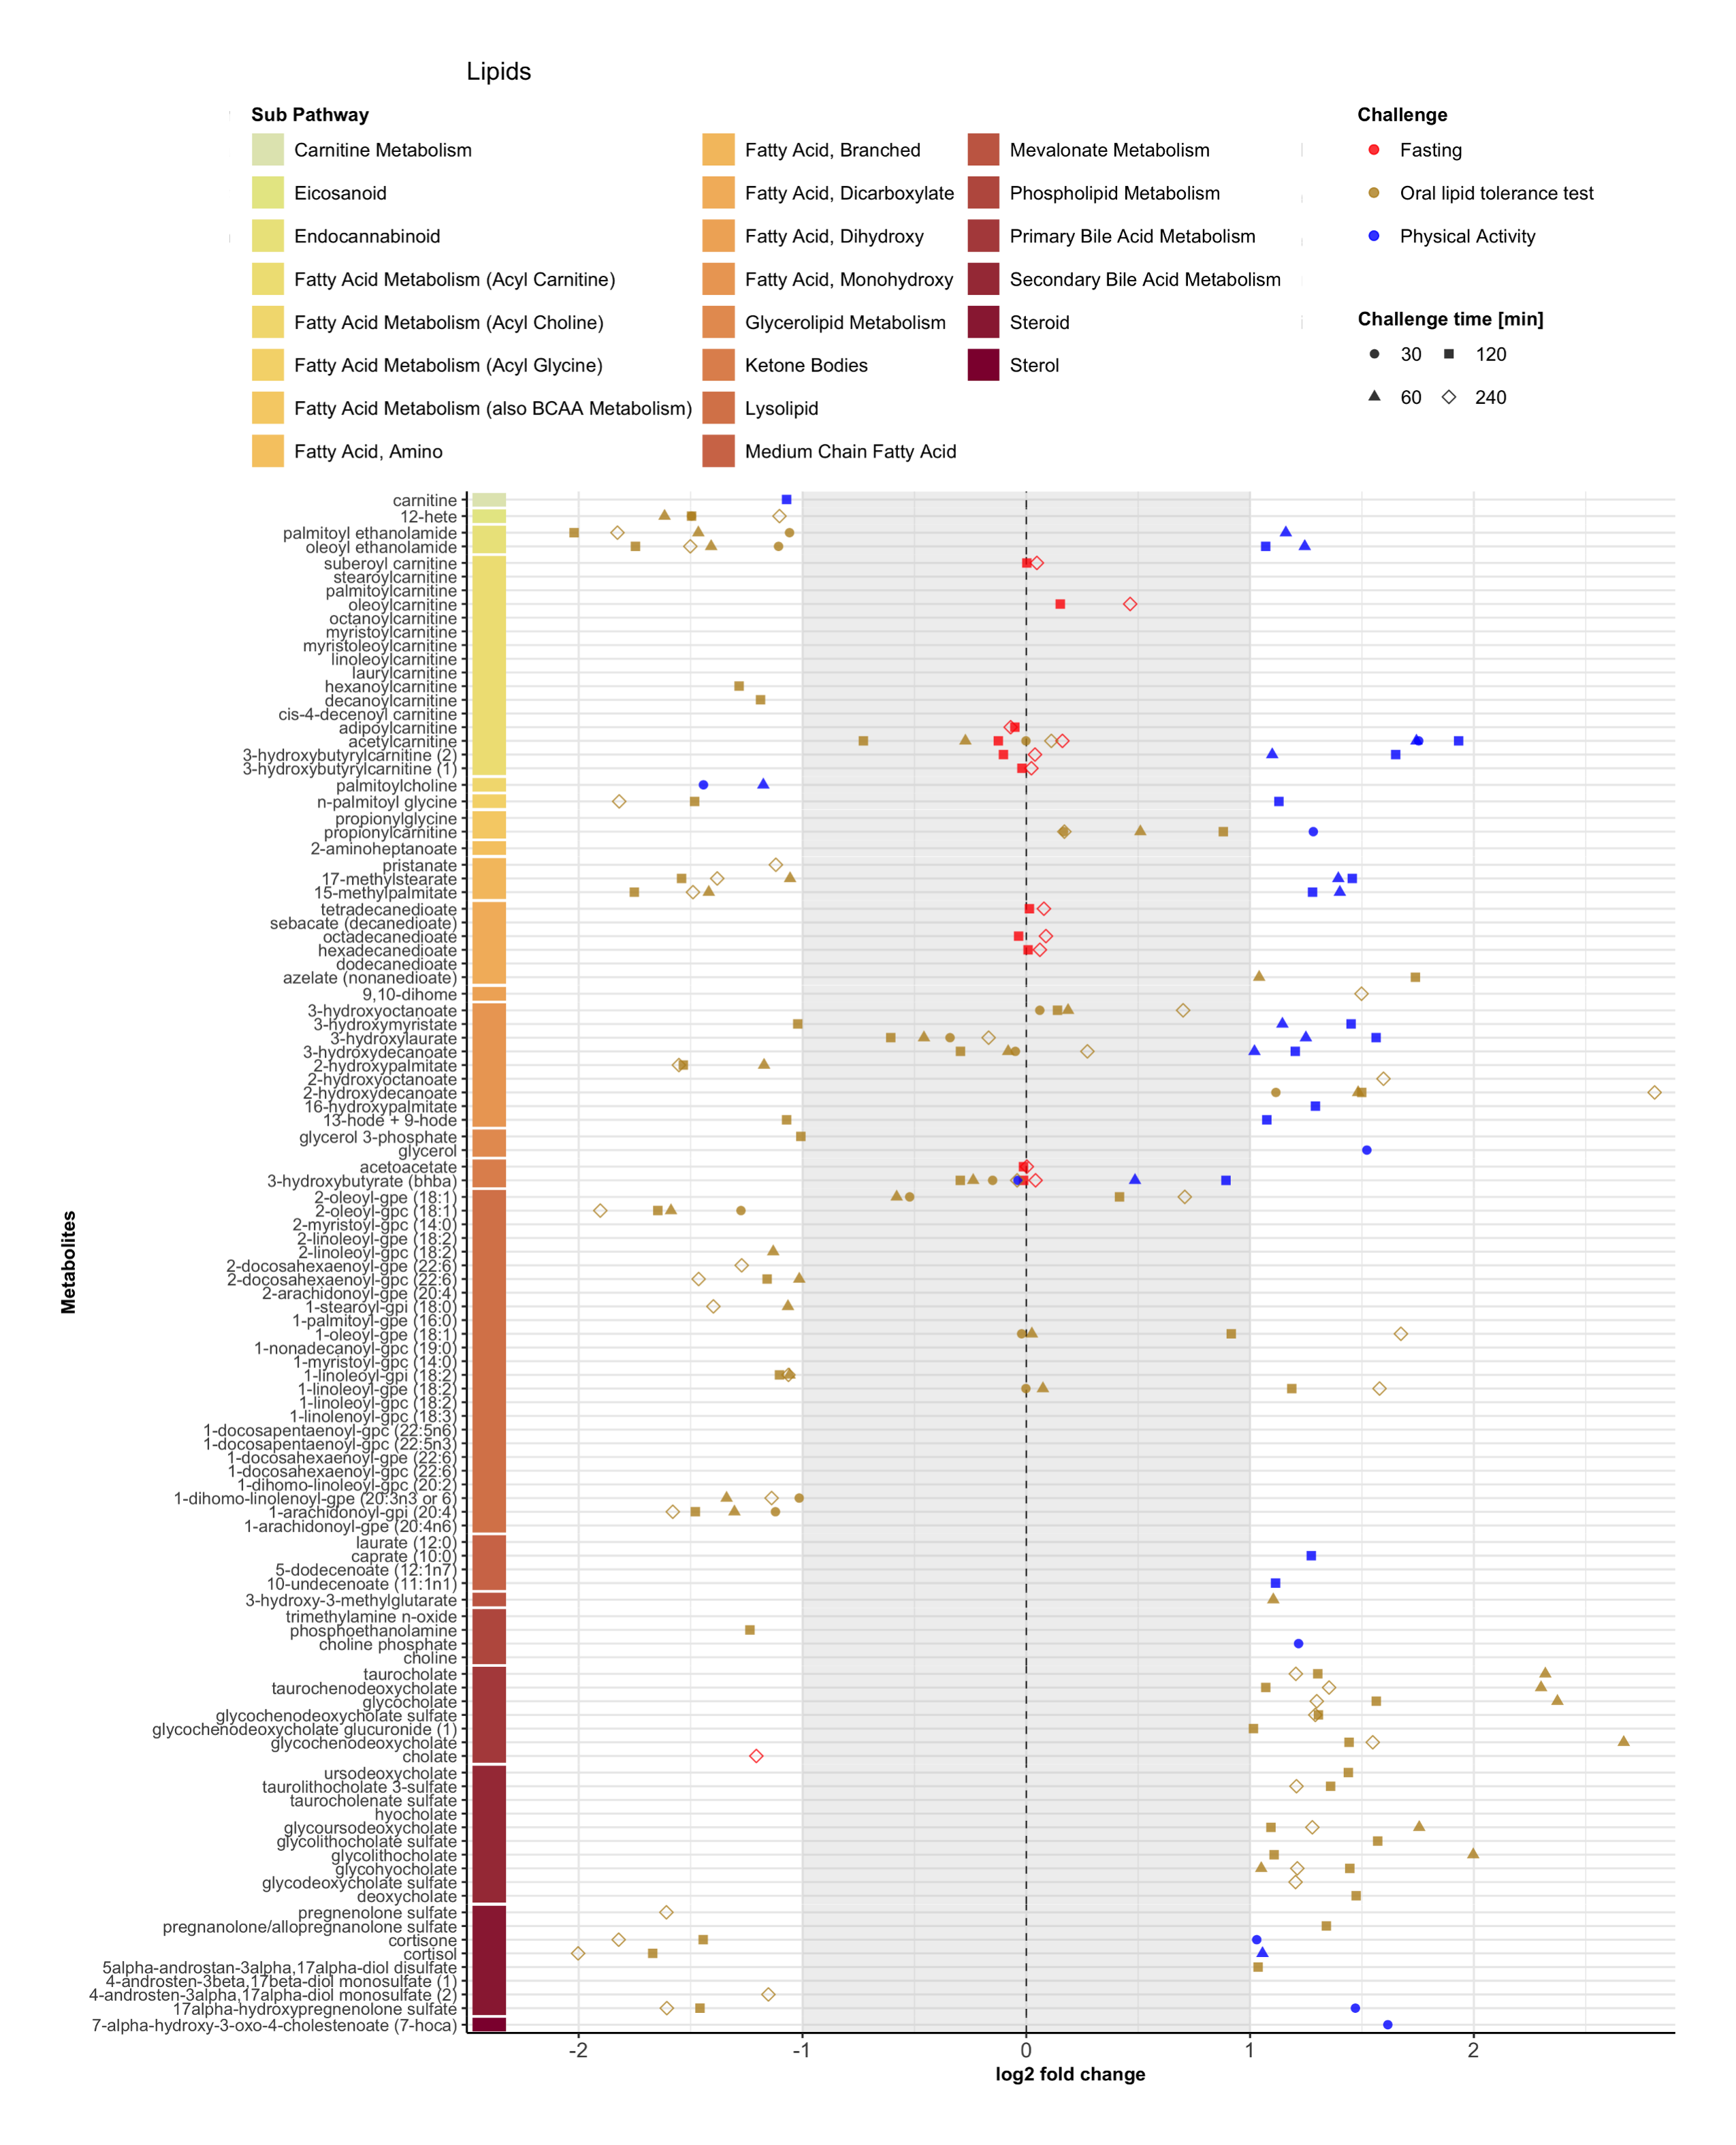 Lipids
Sub Pathway
Carnitine Metabolism
Eicosanoid
Endocannabinoid
Fatty Acid Metabolism (Acyl Carnitine)
Fatty Acid Metabolism (Acyl Choline)
Fatty Acid Metabolism (Acyl Glycine)
Fatty Acid Metabolism (also BCAA Metabolism)
Fatty Acid, Amino
Fatty Acid, Branched
Fatty Acid, Dicarboxylate
Fatty Acid, Dihydroxy
Fatty Acid, Monohydroxy
Glycerolipid Metabolism
Ketone Bodies
Lysolipid
Medium Chain Fatty Acid
Mevalonate Metabolism
Phospholipid Metabolism
Primary Bile Acid Metabolism
Secondary Bile Acid Metabolism
Steroid
Sterol
Challenge
Fasting
Oral lipid tolerance test
Physical Activity
Challenge time [min]
30 120
60 240
Metabolites
carnitine
12-hete
palmitoyl ethanolamide
oleoyl ethanolamide
suberoyl carnitine
stearoylcarnitine
palmitoylcarnitine
oleoylcarnitine
octanoylcarnitine
myristoylcarnitine
myristoleoylcarnitine
linoleoylcarnitine
laurylcarnitine
hexanoylcarnitine
decanoylcarnitine
cis-4-decenoyl carnitine
adipoylcarnitine
acetylcarnitine
3-hydroxybutyrylcarnitine (2)
3-hydroxybutyrylcarnitine (1)
palmitoylcholine
n-palmitoyl glycine
propionylglycine
propionylcarnitine
2-aminoheptanoate
pristanate
17-methylstearate
15-methylpalmitate
tetradecanedioate
sebacate (decanedioate)
octadecanedioate
hexadecanedioate
dodecanedioate
azelate (nonanedioate)
9,10-dihome
3-hydroxyoctanoate
3-hydroxymyristate
3-hydroxylaurate
3-hydroxydecanoate
2-hydroxypalmitate
2-hydroxyoctanoate
2-hydroxydecanoate
16-hydroxypalmitate
13-hode + 9-hode
glycerol 3-phosphate
glycerol
acetoacetate
3-hydroxybutyrate (bhba)
2-oleoyl-gpe (18:1)
2-oleoyl-gpc (18:1)
2-myristoyl-gpc (14:0)
2-linoleoyl-gpe (18:2)
2-linoleoyl-gpc (18:2)
2-docosahexaenoyl-gpe (22:6)
2-docosahexaenoyl-gpc (22:6)
2-arachidonoyl-gpe (20:4)
1-stearoyl-gpi (18:0)
1-palmitoyl-gpe (16:0)
1-oleoyl-gpe (18:1)
1-nonadecanoyl-gpc (19:0)
1-myristoyl-gpc (14:0)
1-linoleoyl-gpi (18:2)
1-linoleoyl-gpe (18:2)
1-linoleoyl-gpc (18:2)
1-linolenoyl-gpc (18:3)
1-docosapentaenoyl-gpc (22:5n6)
1-docosapentaenoyl-gpc (22:5n3)
1-docosahexaenoyl-gpe (22:6)
1-docosahexaenoyl-gpc (22:6)
1-dihomo-linoleoyl-gpc (20:2)
1-dihomo-linolenoyl-gpe (20:3n3 or 6)
1-arachidonoyl-gpi (20:4)
1-arachidonoyl-gpe (20:4n6)
laurate (12:0)
caprate (10:0)
5-dodecenoate (12:1n7)
10-undecenoate (11:1n1)
3-hydroxy-3-methylglutarate
trimethylamine n-oxide
phosphoethanolamine
choline phosphate
choline
taurocholate
taurochenodeoxycholate
glycocholate
glycochenodeoxycholate sulfate
glycochenodeoxycholate glucuronide (1)
glycochenodeoxycholate
cholate
ursodeoxycholate
taurolithocholate 3-sulfate
taurocholenate sulfate
hyocholate
glycoursodeoxycholate
glycolithocholate sulfate
glycolithocholate
glycohyocholate
glycodeoxycholate sulfate
deoxycholate
pregnenolone sulfate
pregnanolone/allopregnanolone sulfate
cortisone
cortisol
5alpha-androstan-3alpha,17alpha-diol disulfate
4-androsten-3beta,17beta-diol monosulfate (1)
4-androsten-3alpha,17alpha-diol monosulfate (2)
17alpha-hydroxypregnenolone sulfate
7-alpha-hydroxy-3-oxo-4-cholestenoate (7-hoca)
-2 -1 0 1 2
log2 fold change